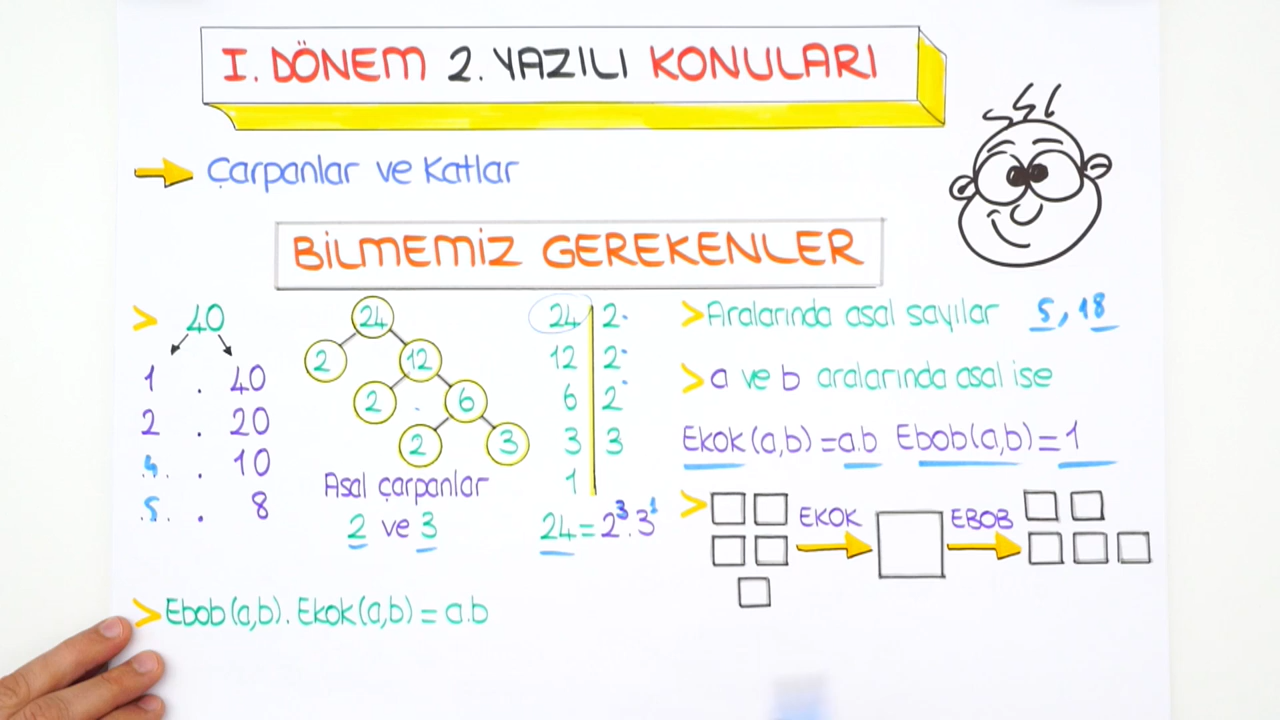 I. DÖNEM 2. YAZILI KONULARI
Çarpanlar ve Katlar
BİLMEMİZ GEREKENLER
> 40
1 . 40
2 . 20
4 . 10
5 . 8
24
2 12
2 . 6
2 3
Asal çarpanlar
2 ve 3
24 | 2
12 | 2
6 | 2
3 | 3
1
24 = 2³.3¹
> Aralarında asal sayılar 5, 18
> a ve b aralarında asal ise
Ekok(a,b) = a.b Ebob(a,b) = 1
> EKOK EBOB
> Ebob(a,b). Ekok(a,b) = a.b